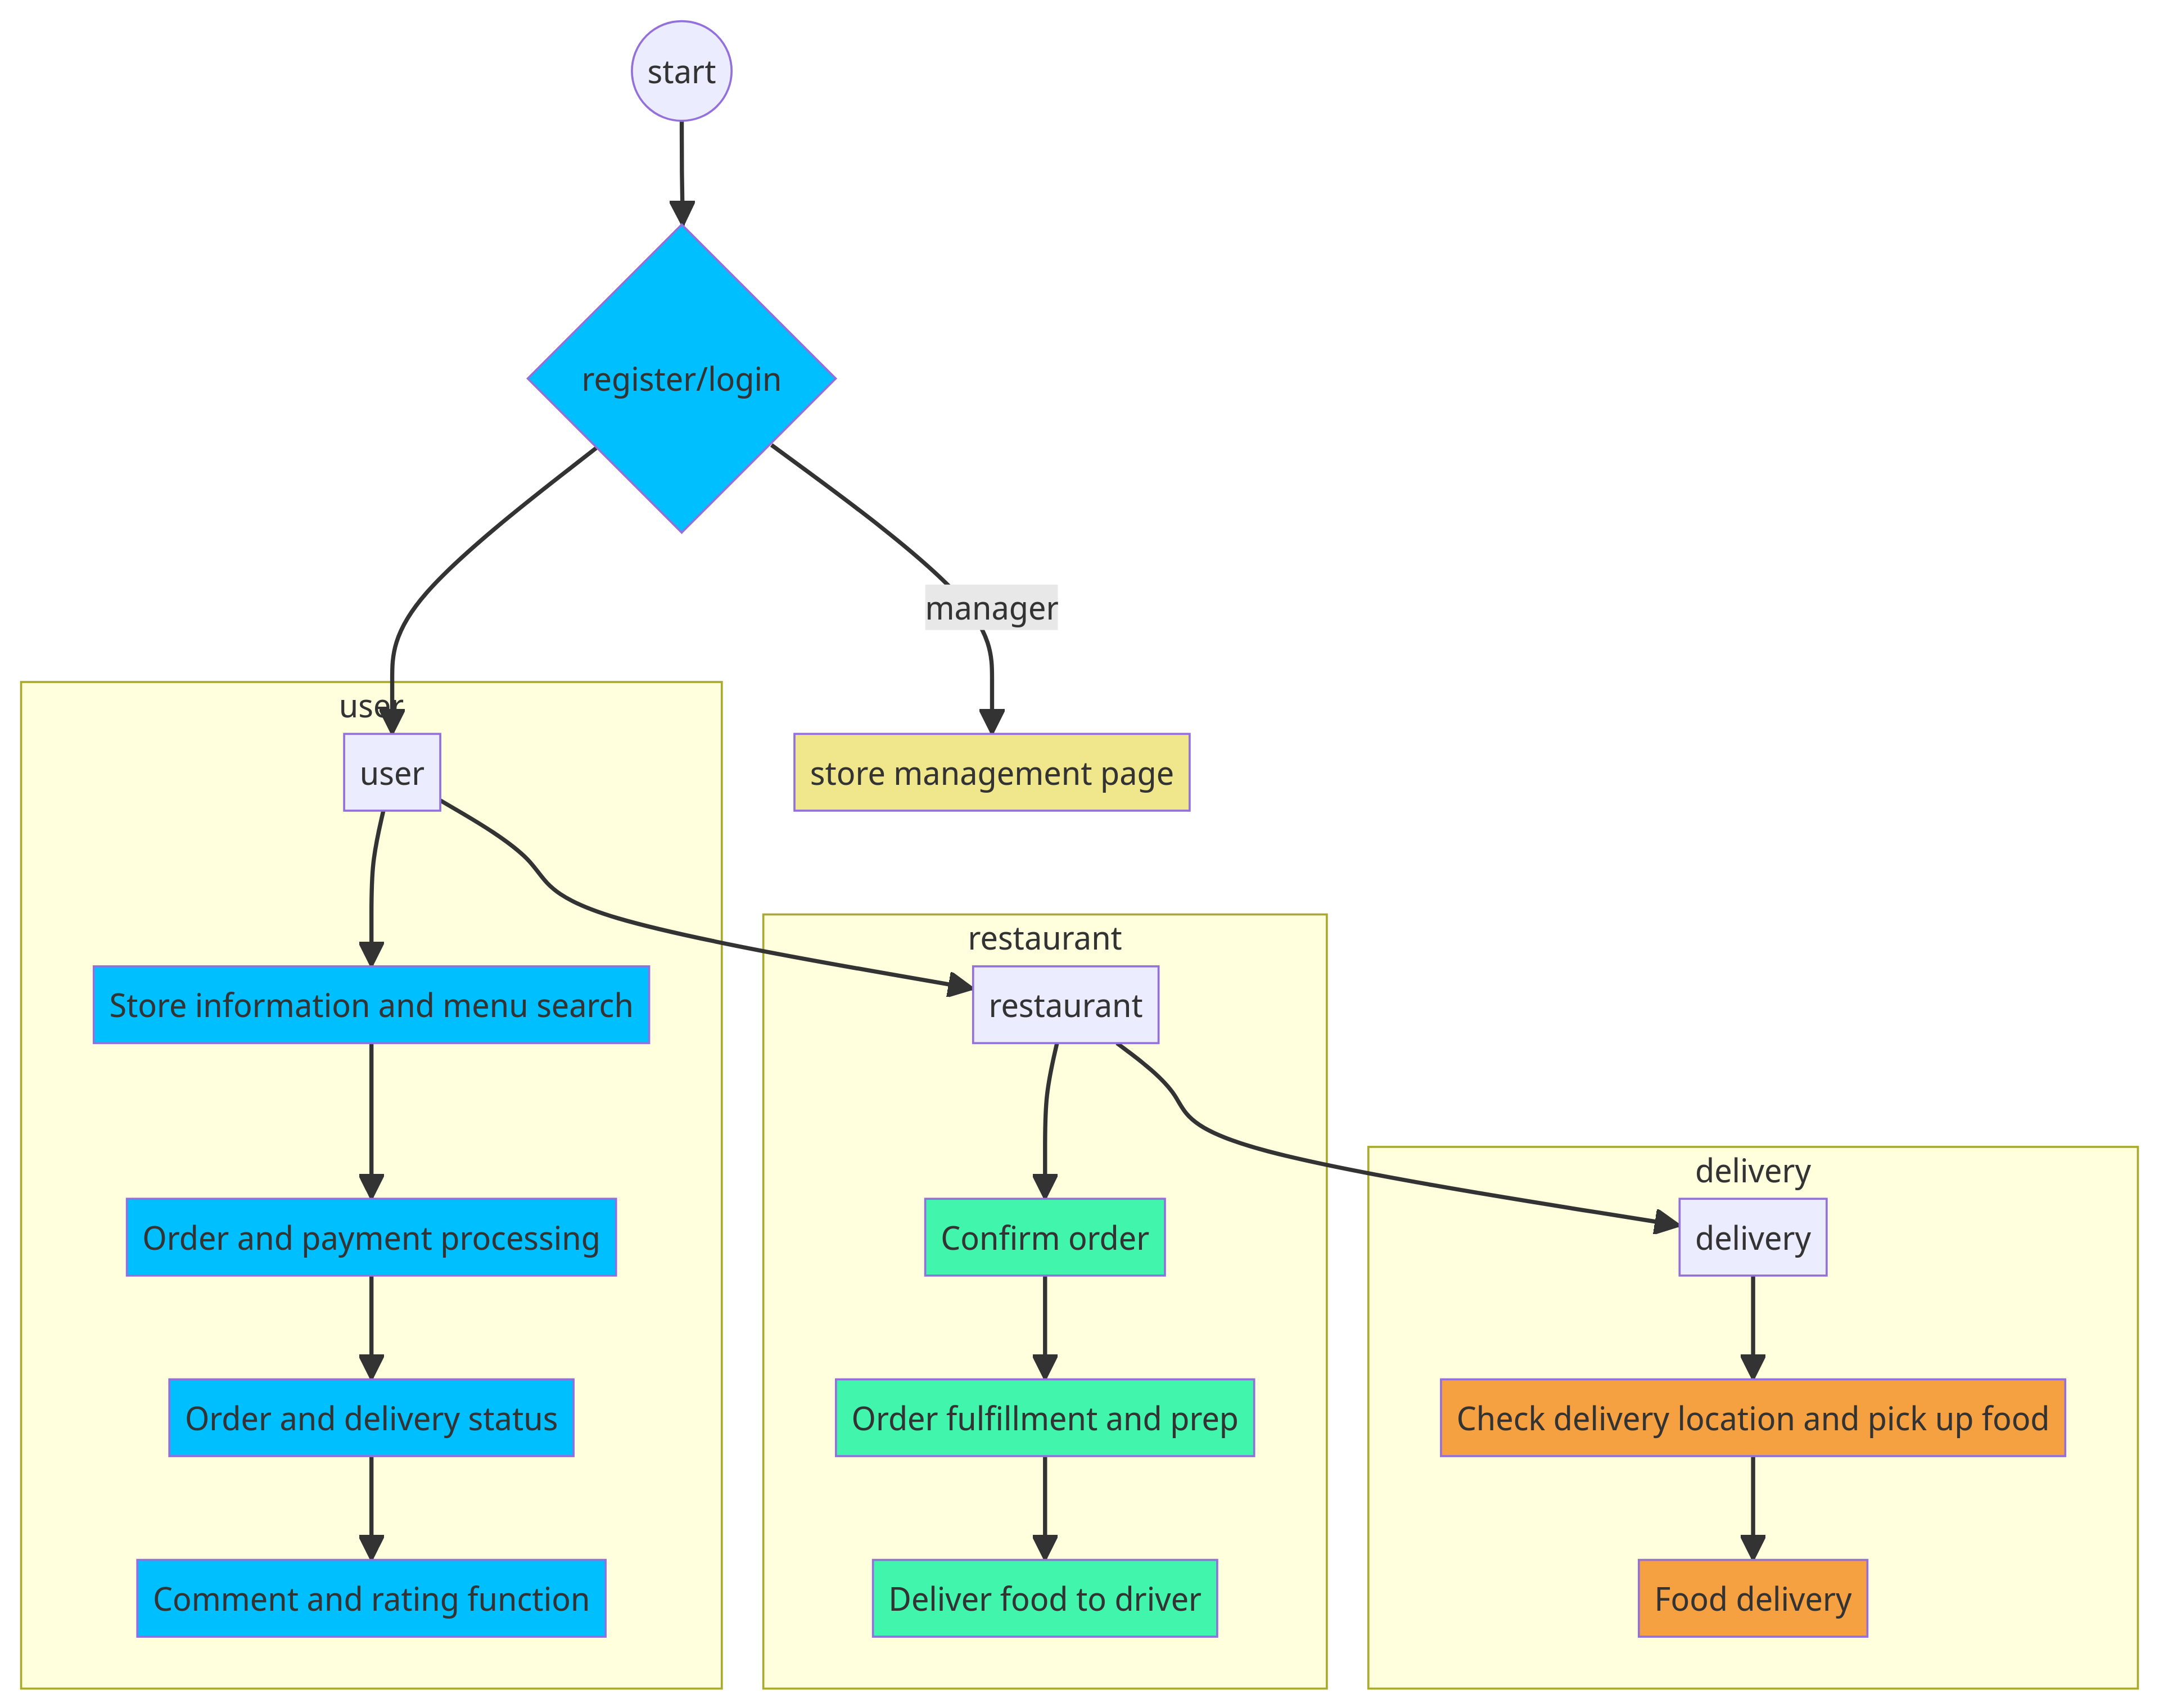 start
register/login
manager
user
user
store management page
restaurant
Store information and menu search
restaurant
delivery
Order and payment processing
Confirm order
delivery
Order and delivery status
Order fulfillment and prep
Check delivery location and pick up food
Comment and rating function
Deliver food to driver
Food delivery